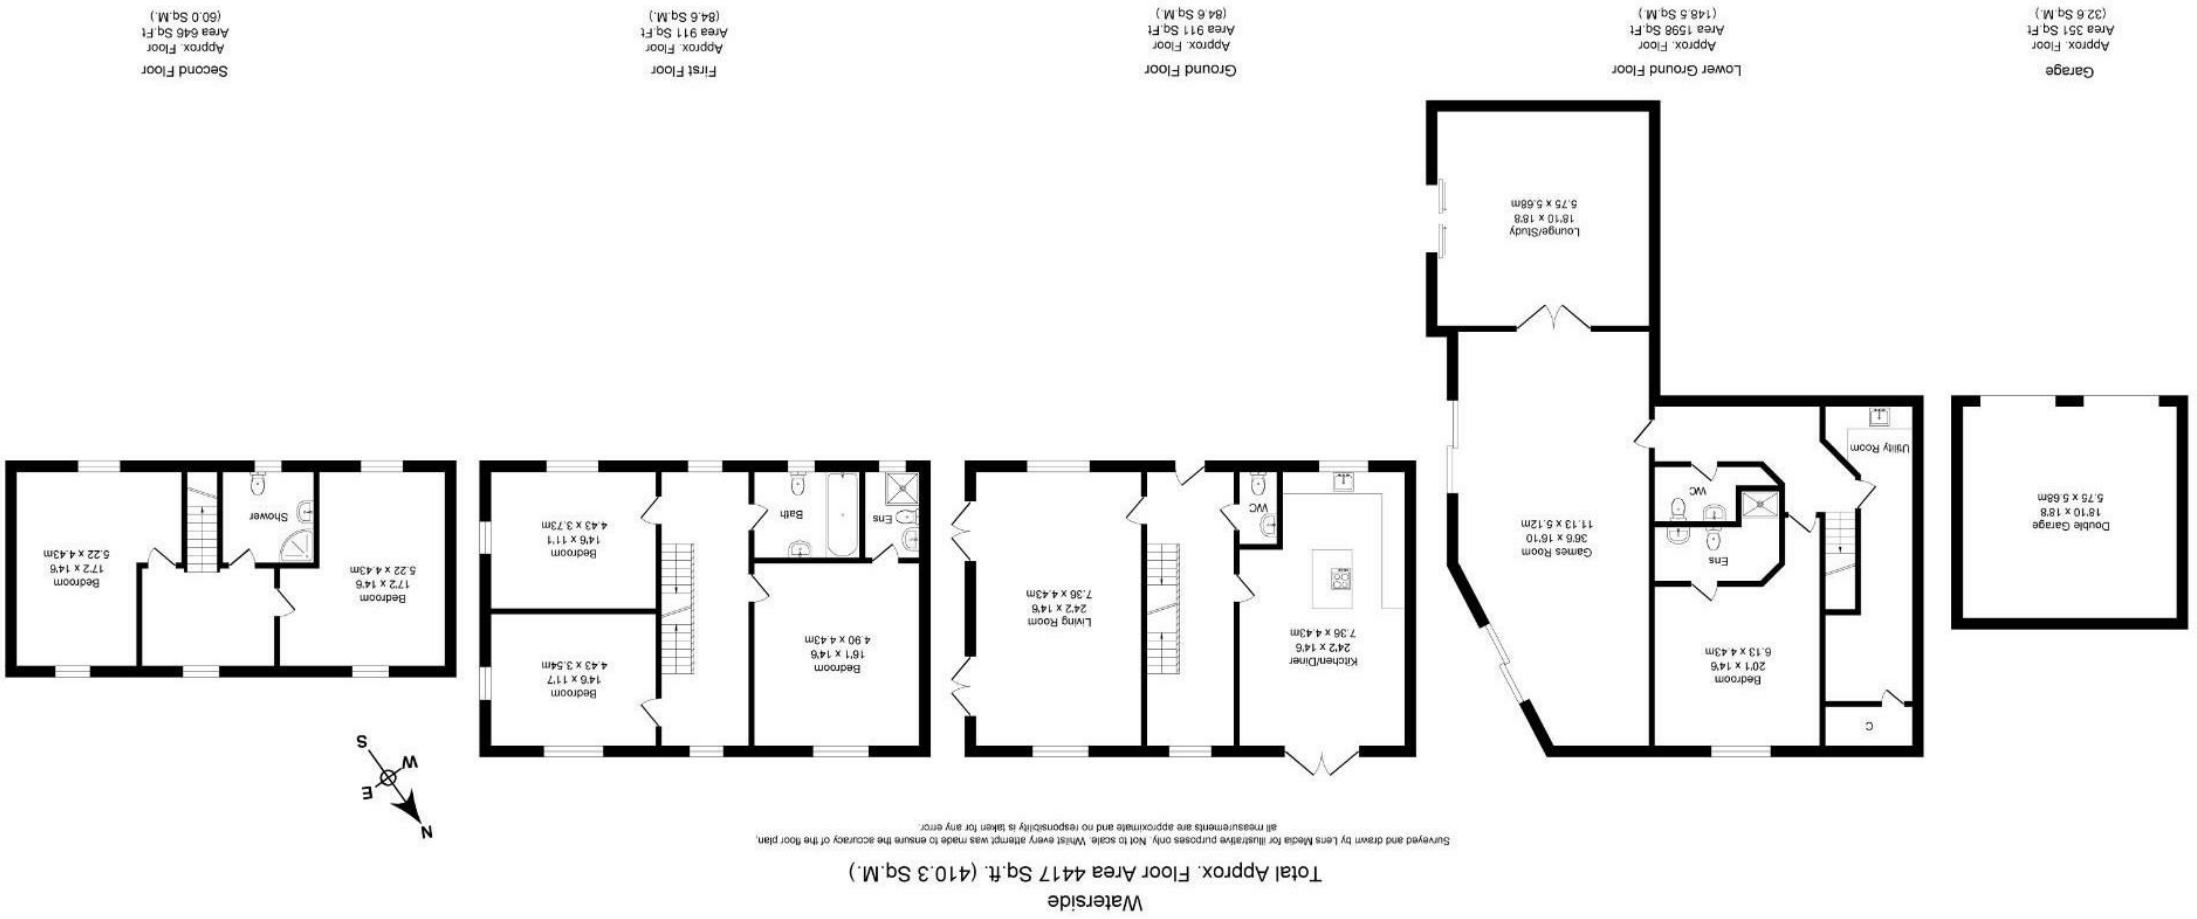 Waterside
Total Approx. Floor Area 4417 Sq.ft. (410.3 Sq.M.)
Surveyed and drawn by Lens Media for illustrative purposes only. Not to scale. Whilst every attempt was made to ensure the accuracy of the floor plan,
all measurements are approximate and no responsibility is taken for any error.
N
E
W
S
Double Garage
18'10 x 18'8
5.75 x 5.68m
Garage
Approx. Floor
Area 351 Sq.Ft
(32.6 Sq.M.)
C
Bedroom
20'1 x 14'6
6.13 x 4.43m
Ens
WC
Utility Room
Games Room
36'6 x 16'10
11.13 x 5.12m
Lounge/Study
18'10 x 18'8
5.75 x 5.68m
Lower Ground Floor
Approx. Floor
Area 1598 Sq.Ft
(148.5 Sq.M.)
Kitchen/Diner
24'2 x 14'6
7.36 x 4.43m
WC
Living Room
24'2 x 14'6
7.36 x 4.43m
Ground Floor
Approx. Floor
Area 911 Sq.Ft
(84.6 Sq.M.)
Bedroom
16'1 x 14'6
4.90 x 4.43m
Ens
Bath
Bedroom
14'6 x 11'7
4.43 x 3.54m
Bedroom
14'6 x 11'1
4.43 x 3.73m
First Floor
Approx. Floor
Area 911 Sq.Ft
(84.6 Sq.M.)
Bedroom
17'2 x 14'6
5.22 x 4.43m
Shower
Bedroom
17'2 x 14'6
5.22 x 4.43m
Second Floor
Approx. Floor
Area 646 Sq.Ft
(60.0 Sq.M.)